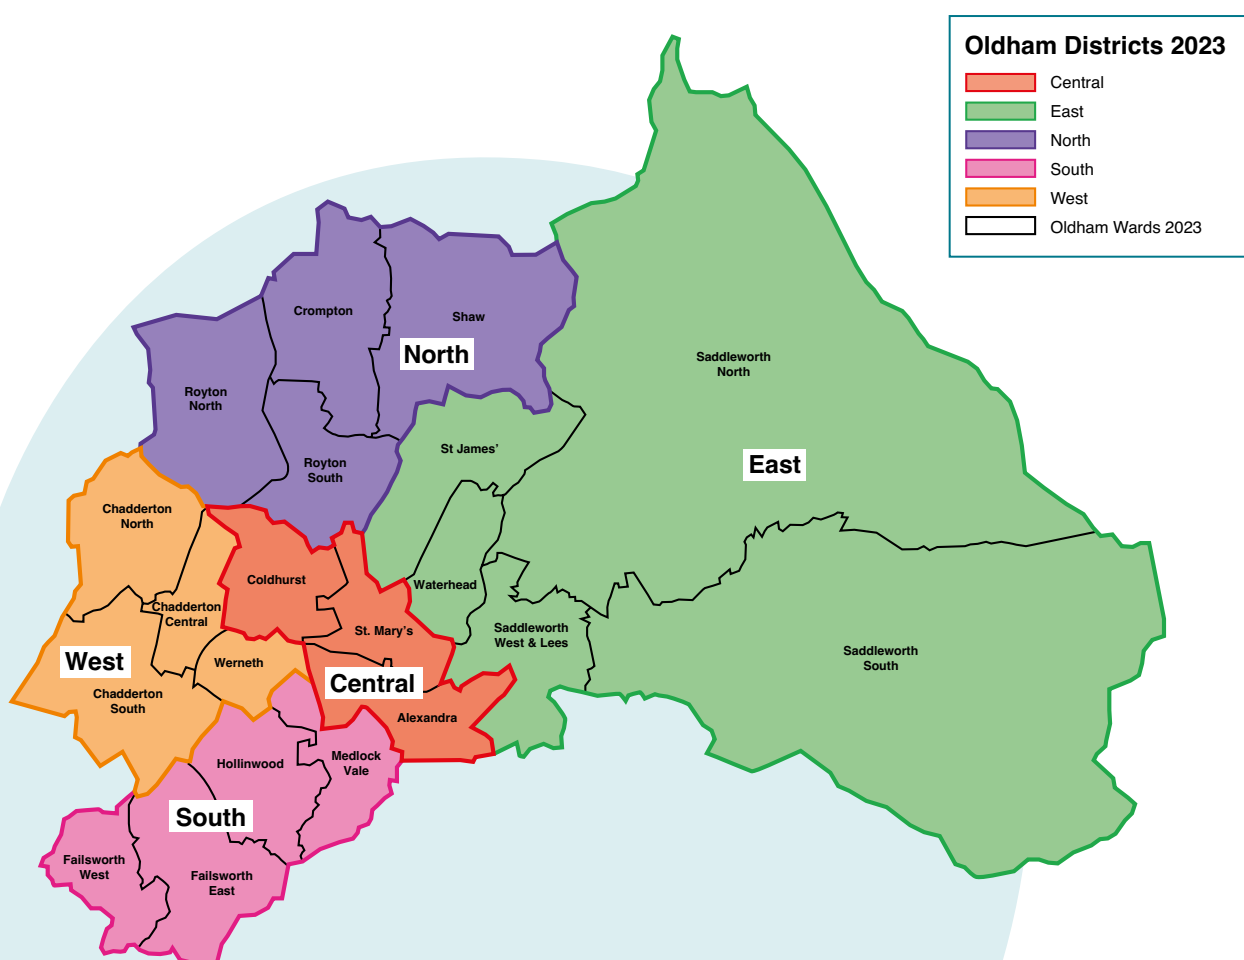 Oldham Districts 2023
Central
East
North
South
West
Oldham Wards 2023
Crompton
Shaw
North
Royton
North
Royton
South
St James’
Saddleworth
North
East
Chadderton
North
Coldhurst
Waterhead
Chadderton
Central
St. Mary’s
Saddleworth
West & Lees
Saddleworth
South
West
Werneth
Central
Chadderton
South
Alexandra
Hollinwood
Medlock
Vale
South
Failsworth
West
Failsworth
East